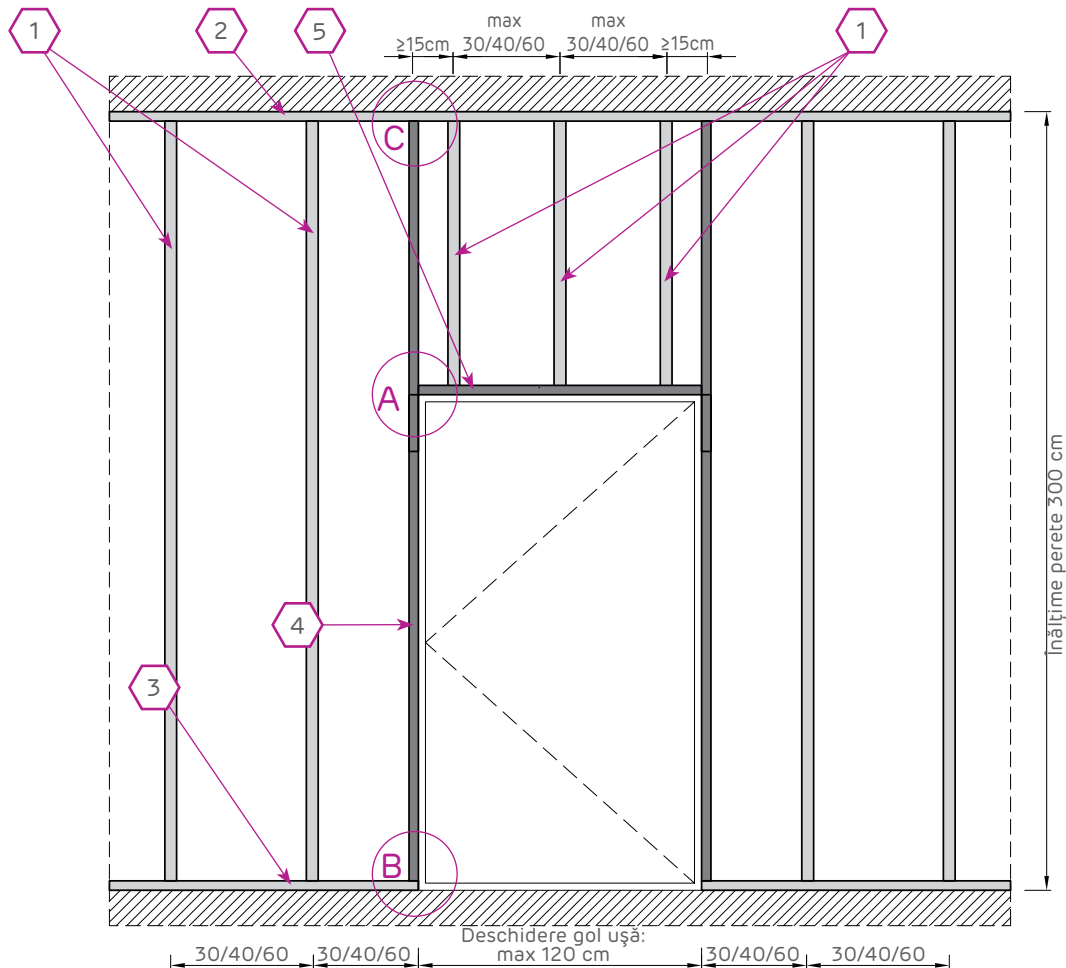 max
max
1
2
5
≥15cm
30/40/60
30/40/60
≥15cm
1
C
A
4
3
B
Înălțime perete 300 cm
Deschidere gol ușă:
30/40/60
30/40/60
max 120 cm
30/40/60
30/40/60